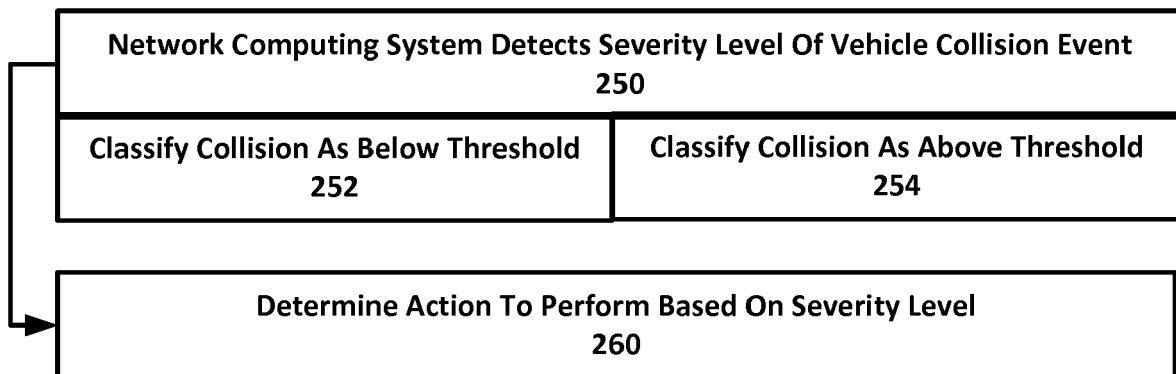 Network Computing System Detects Severity Level Of Vehicle Collision Event
250
Classify Collision As Below Threshold
252
Classify Collision As Above Threshold
254
Determine Action To Perform Based On Severity Level
260